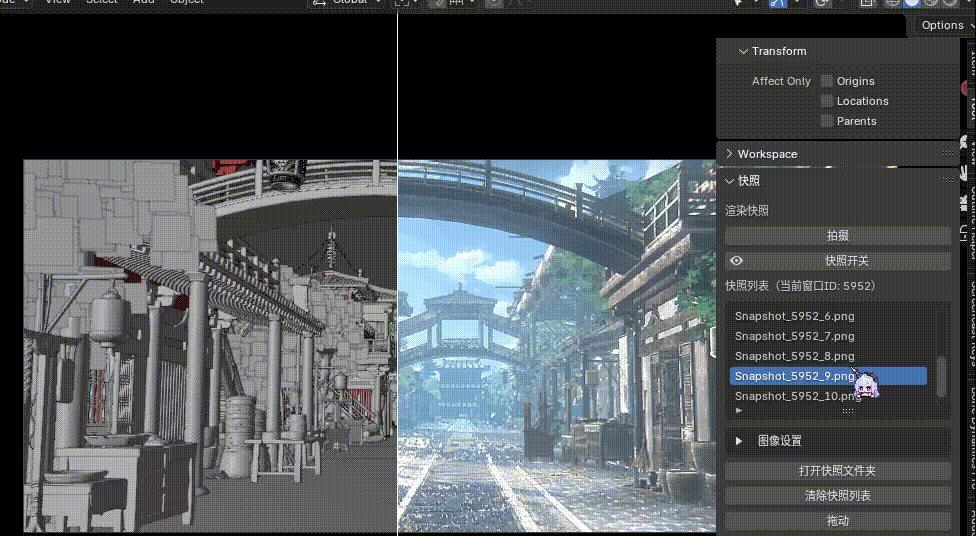 View Select Add Object Global
Options
Transform
Affect Only Origins
Locations
Parents
Workspace
快照
渲染快照
拍摄
快照开关
快照列表（当前窗口ID: 5952）
Snapshot_5952_6.png
Snapshot_5952_7.png
Snapshot_5952_8.png
Snapshot_5952_9.png
Snapshot_5952_10.png
图像设置
打开快照文件夹
清除快照列表
拖动